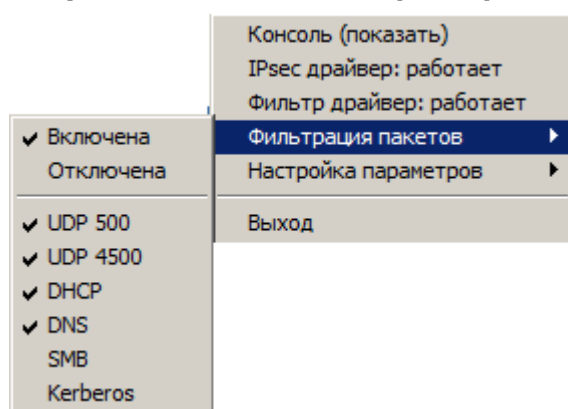 Консоль (показать)
IPsec драйвер: работает
Фильтр драйвер: работает
Фильтрация пакетов
Настройка параметров
Выход
Включена
Отключена
UDP 500
UDP 4500
DHCP
DNS
SMB
Kerberos